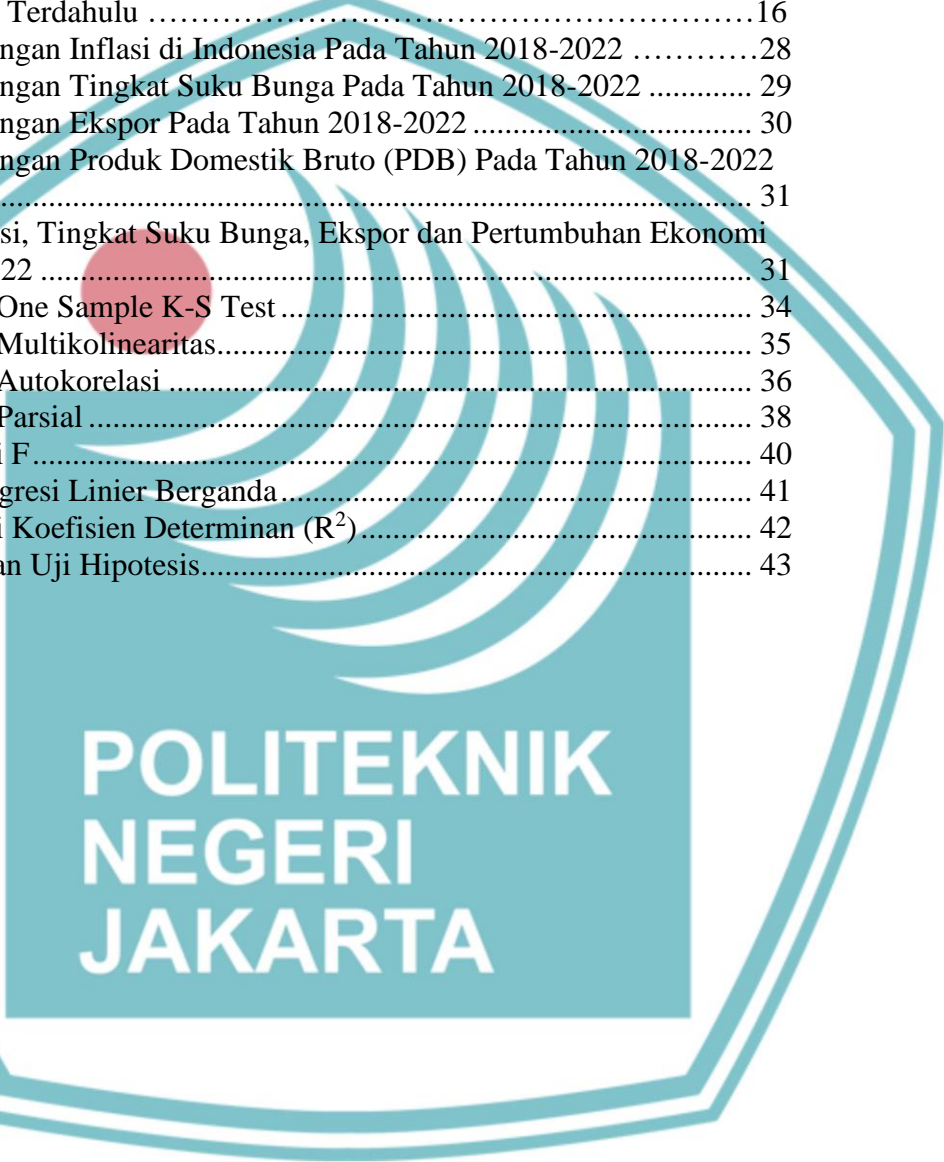 Terdahulu ……………………………………………………16
ngan Inflasi di Indonesia Pada Tahun 2018-2022 …………28
ngan Tingkat Suku Bunga Pada Tahun 2018-2022 ............. 29
ngan Ekspor Pada Tahun 2018-2022 ................................... 30
ngan Produk Domestik Bruto (PDB) Pada Tahun 2018-2022
............................................................................................... 31
si, Tingkat Suku Bunga, Ekspor dan Pertumbuhan Ekonomi
22 .......................................................................................... 31
One Sample K-S Test ........................................................... 34
Multikolinearitas................................................................... 35
Autokorelasi ......................................................................... 36
Parsial ................................................................................... 38
i F.......................................................................................... 40
gresi Linier Berganda ........................................................... 41
i Koefisien Determinan (R²) ................................................. 42
an Uji Hipotesis..................................................................... 43
POLITEKNIK
NEGERI
JAKARTA